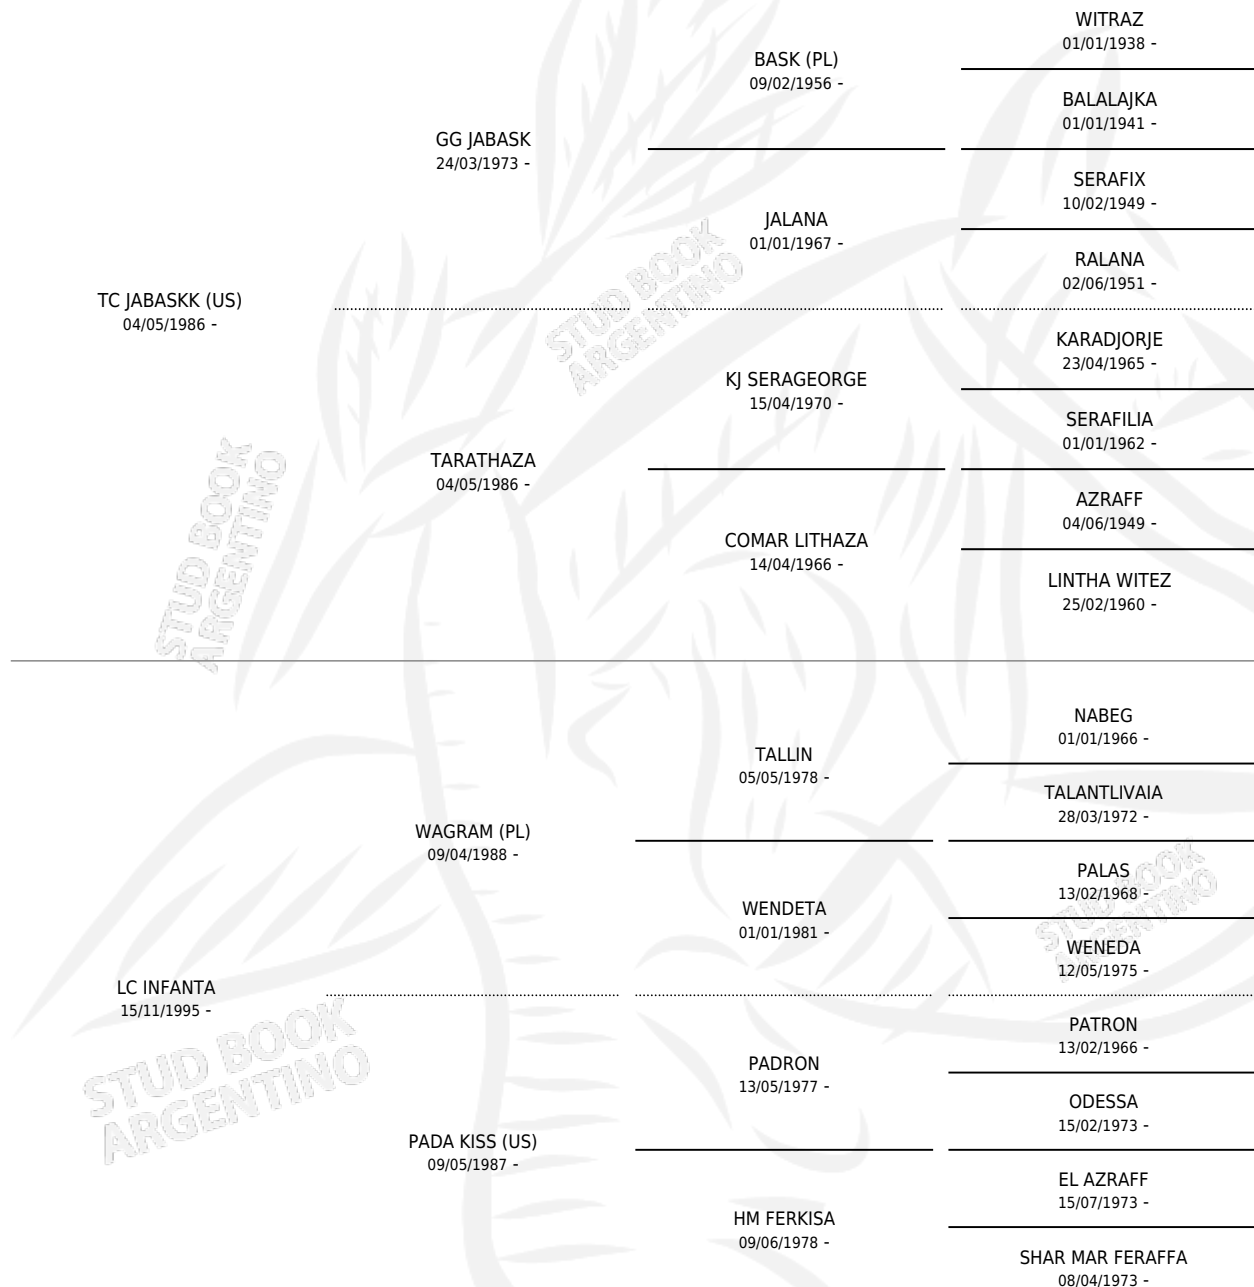 WITRAZ
01/01/1938 -
BASK (PL)
09/02/1956 -
BALALAJKA
01/01/1941 -
GG JABASK
24/03/1973 -
SERAFIX
10/02/1949 -
JALANA
01/01/1967 -
RALANA
02/06/1951 -
TC JABASKK (US)
04/05/1986 -
KARADJORJE
23/04/1965 -
KJ SERAGEORGE
15/04/1970 -
SERAFILIA
01/01/1962 -
TARATHAZA
04/05/1986 -
AZRAFF
04/06/1949 -
COMAR LITHAZA
14/04/1966 -
LINTHA WITEZ
25/02/1960 -
NABEG
01/01/1966 -
TALLIN
05/05/1978 -
TALANTLIVAIA
28/03/1972 -
WAGRAM (PL)
09/04/1988 -
PALAS
13/02/1968 -
WENDETA
01/01/1981 -
WENEDA
12/05/1975 -
LC INFANTA
15/11/1995 -
PATRON
13/02/1966 -
PADRON
13/05/1977 -
ODESSA
15/02/1973 -
PADA KISS (US)
09/05/1987 -
EL AZRAFF
15/07/1973 -
HM FERKISA
09/06/1978 -
SHAR MAR FERAFFA
08/04/1973 -
STUD BOOK
ARGENTINO
STUD BOOK
ARGENTINO
STUD BOOK
ARGENTINO
STUD BOOK
ARGENTINO